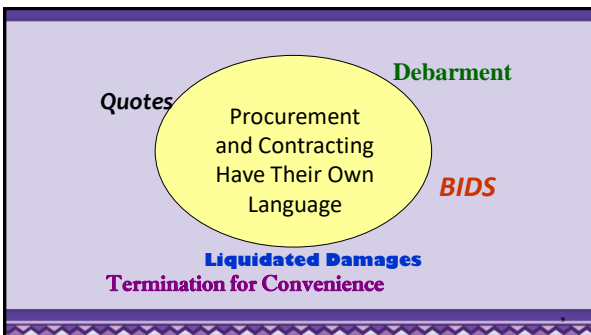 Debarment
Quotes
Procurement
and Contracting
Have Their Own
Language
BIDS
Liquidated Damages
Termination for Convenience